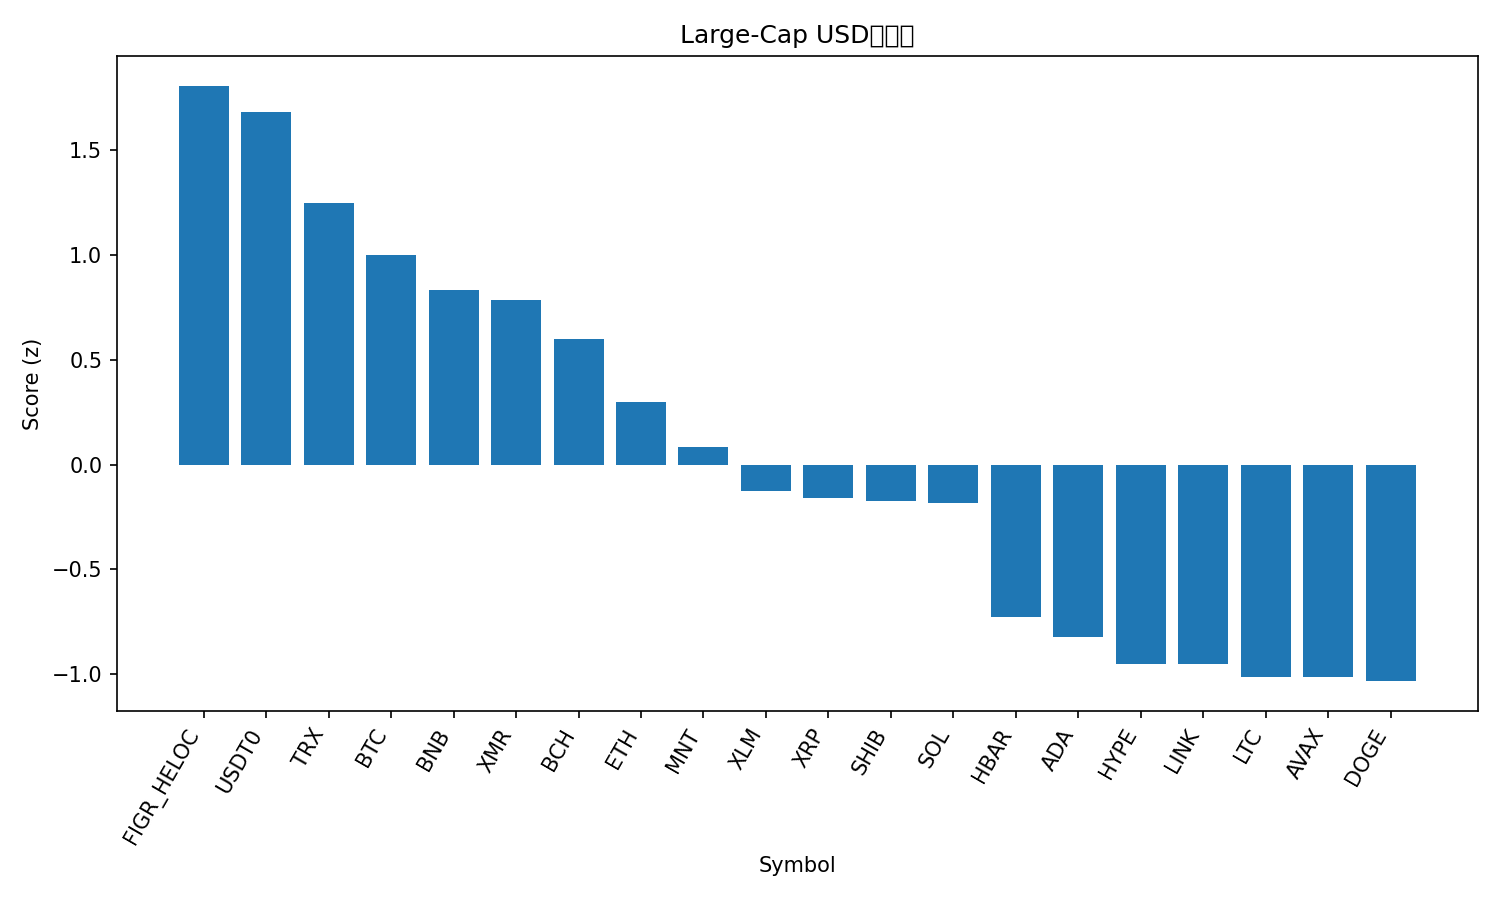 Large-Cap USD
Score (z)
1.5
1.0
0.5
0.0
−0.5
−1.0
FIGR_HELOC
USDT0
TRX
BTC
BNB
XMR
BCH
ETH
MNT
XLM
XRP
SHIB
SOL
HBAR
ADA
HYPE
LINK
LTC
AVAX
DOGE
Symbol